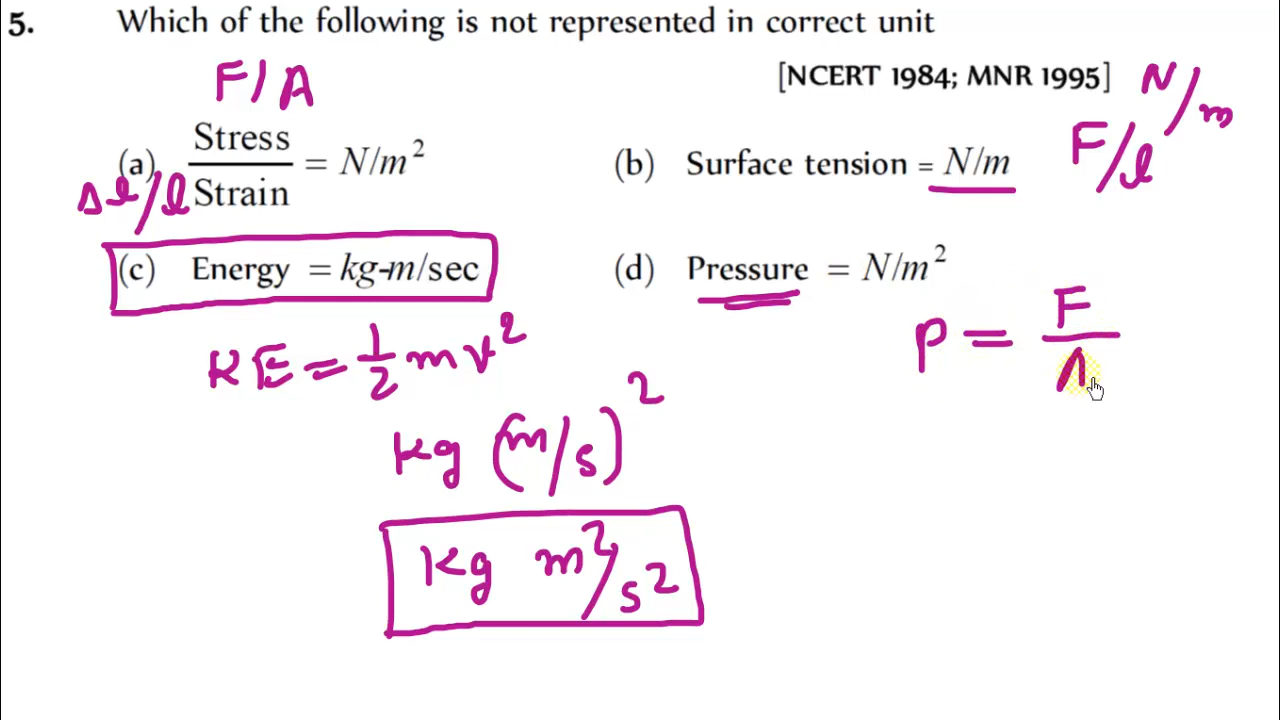 5. Which of the following is not represented in correct unit
[NCERT 1984; MNR 1995]
F/A
N/m
F/l
(a) Stress/Strain = N/m²
Δl/l
(b) Surface tension = N/m
(c) Energy = kg-m/sec
(d) Pressure = N/m²
KE = 1/2 mv²
P = F/A
kg (m/s)²
kg m²/s²